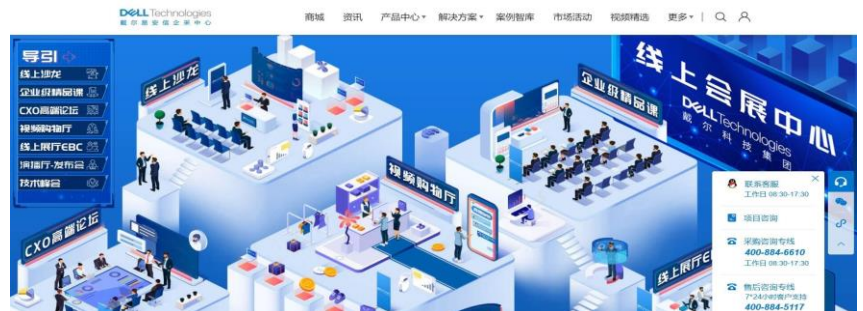 DELLTechnologies
戴尔易安信企采中心
商城 资讯 产品中心 解决方案 案例智库 市场活动 视频精选 更多
导引
线上沙龙
企业级精品课
CXO高端论坛
视频购物厅
线上展厅EBC
演播厅·发布会
技术峰会
线上沙龙
企业级精品课
线上会展中心
DELLTechnologies
戴尔科技集团
视频购物厅
CXO高端论坛
线上展厅E
联系客服
工作日 08:30-17:30
项目咨询
采购咨询专线
400-884-6610
工作日 08:30-17:30
售后咨询专线
7*24小时客户支持
400-884-5117